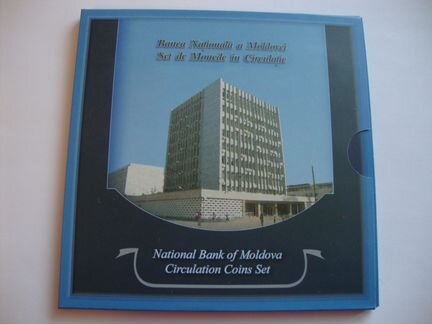 Banca Naţională a Moldovei
Set de Monede în Circulaţie
National Bank of Moldova
Circulation Coins Set